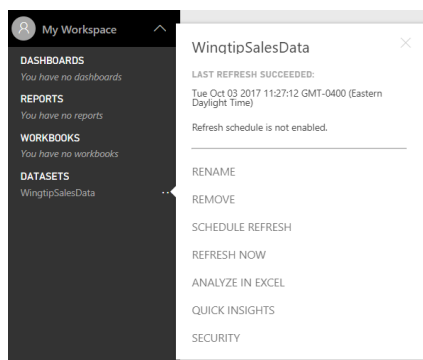 My Workspace
DASHBOARDS
You have no dashboards
REPORTS
You have no reports
WORKBOOKS
You have no workbooks
DATASETS
WingtipSalesData
WingtipSalesData
LAST REFRESH SUCCEEDED:
Tue Oct 03 2017 11:27:12 GMT-0400 (Eastern
Daylight Time)
Refresh schedule is not enabled.
RENAME
REMOVE
SCHEDULE REFRESH
REFRESH NOW
ANALYZE IN EXCEL
QUICK INSIGHTS
SECURITY